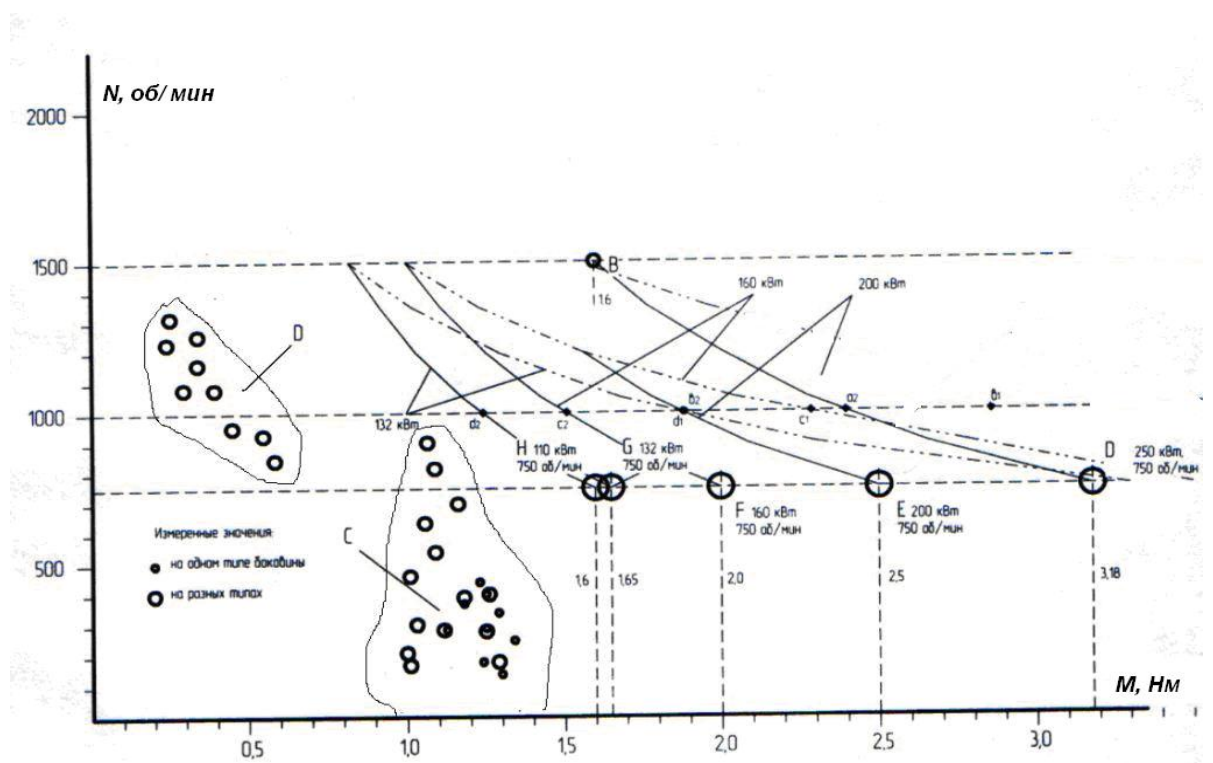 N, об/мин
2000
1500
B
1,6
160 кВт
200 кВт
D
1000
132 кВт
d2
c2
d1
в2
c1
a2
в1
H 110 кВт
750 об/мин
G 132 кВт
750 об/мин
D 250 кВт,
750 об/мин
F 160 кВт
750 об/мин
E 200 кВт
750 об/мин
Измеренные значения:
на одном типе боковины
на разных типах
C
500
1,6
1,65
2,0
2,5
3,18
M, Нм
0,5
1,0
1,5
2,0
2,5
3,0